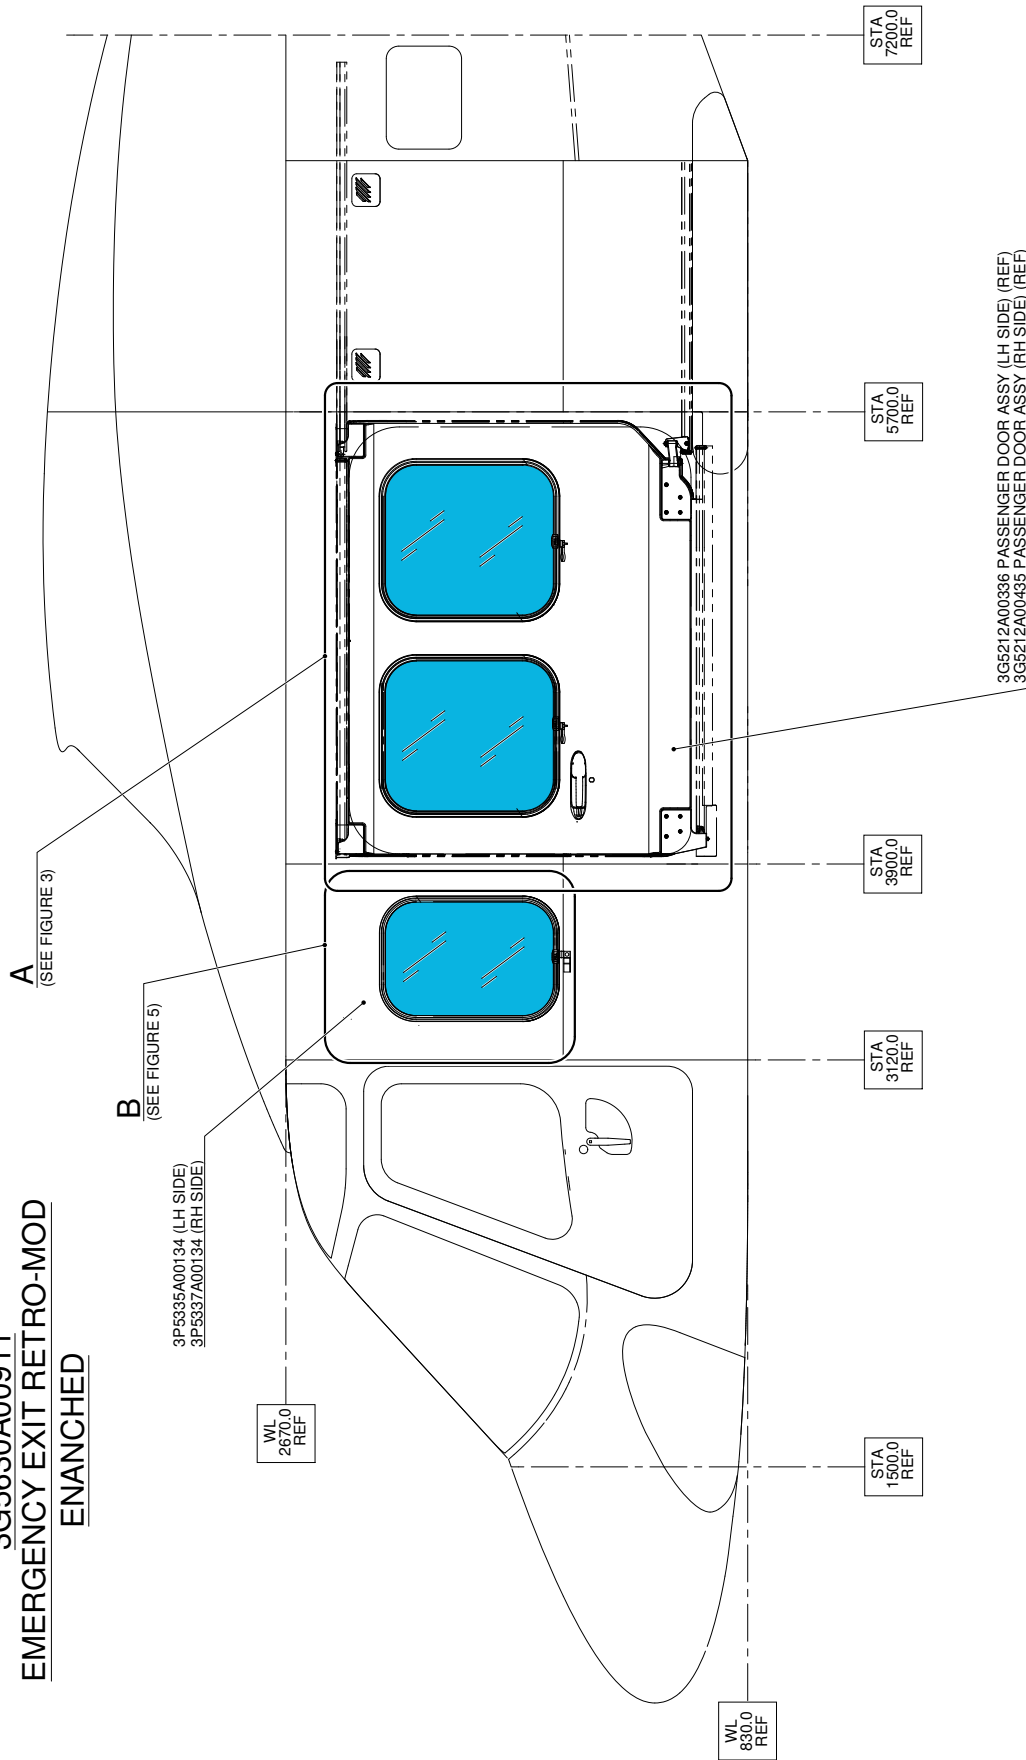 EMERGENCY EXIT RETRO-MOD
ENANCHED
A
(SEE FIGURE 3)
B
(SEE FIGURE 5)
3P5335A00134 (LH SIDE)
3P5337A00134 (RH SIDE)
WL
2670.0
REF
WL
830.0
REF
STA
1500.0
REF
STA
3120.0
REF
STA
3900.0
REF
STA
5700.0
REF
STA
7200.0
REF
3G5212A00336 PASSENGER DOOR ASSY (LH SIDE) (REF)
3G5212A00435 PASSENGER DOOR ASSY (RH SIDE) (REF)